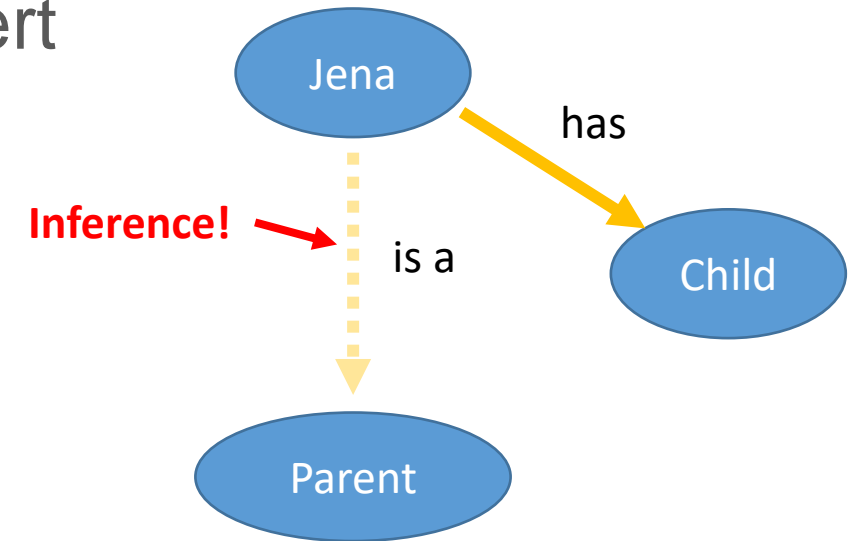 ert
Jena
has
Inference!
is a
Child
Parent